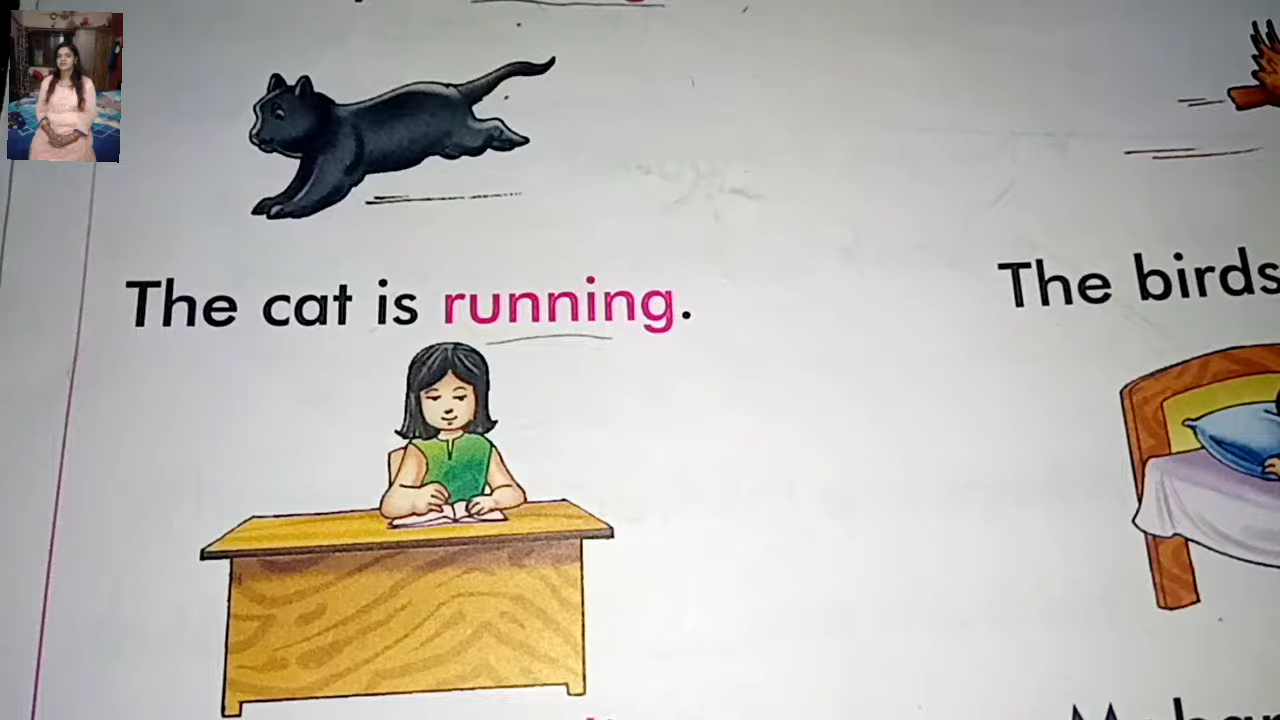 The cat is running.
The birds